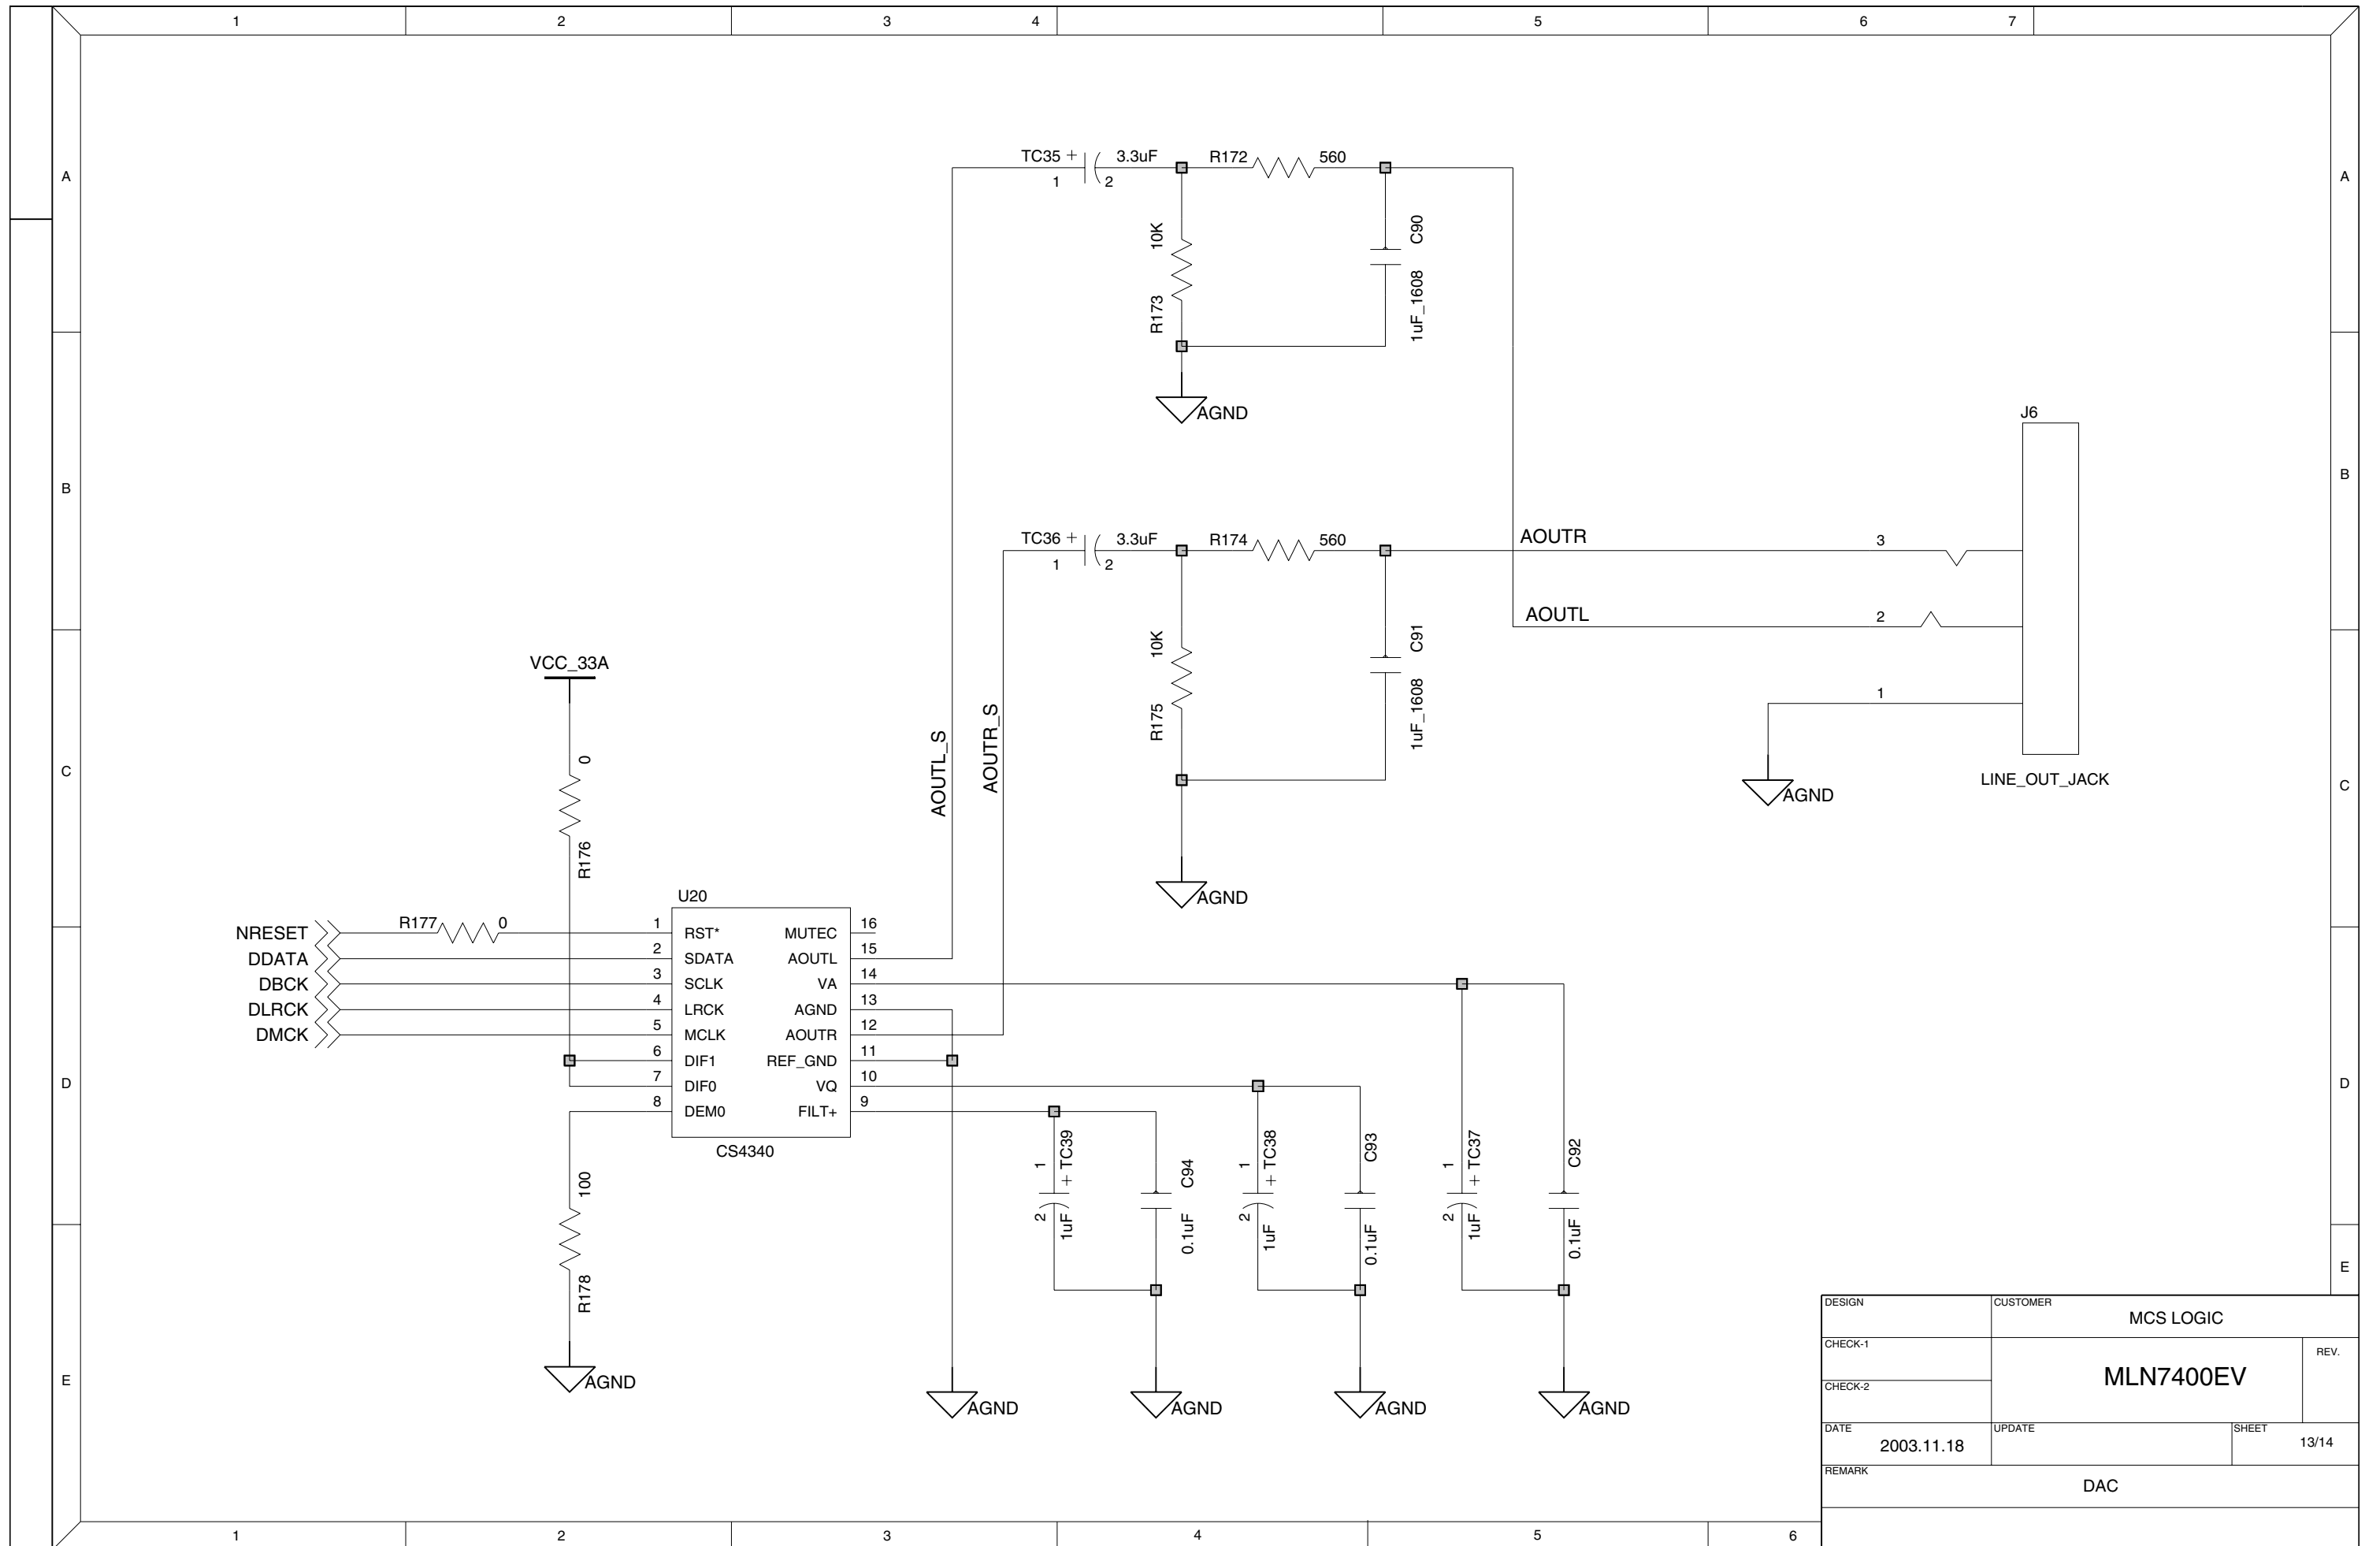 1 2 3 4 5 6 7
A A
TC35 + 3.3uF R172 560
1 2
10K
R173
C90
1uF_1608
AGND
J6
B B
TC36 + 3.3uF R174 560
1 2
AOUTR 3
AOUTL 2
10K
R175
C91
1uF_1608
VCC_33A
1
AOUTL_S
AOUTR_S
0
R176
C C
AGND
LINE_OUT_JACK
AGND
U20
NRESET R177 0 1 RST* MUTEC 16
DDATA 2 SDATA AOUTL 15
DBCK 3 SCLK VA 14
DLRCK 4 LRCK AGND 13
DMCK 5 MCLK AOUTR 12
6 DIF1 REF_GND 11
7 DIF0 VQ 10
8 DEM0 FILT+ 9
D D
CS4340
100
R178
1 + TC39
2 1uF
C94
0.1uF
1 + TC38
2 1uF
C93
0.1uF
1 + TC37
2 1uF
C92
0.1uF
E E
AGND
AGND AGND AGND AGND
DESIGN CUSTOMER MCS LOGIC
CHECK-1 MLN7400EV REV.
CHECK-2
DATE 2003.11.18 UPDATE SHEET 13/14
REMARK DAC
1 2 3 4 5 6